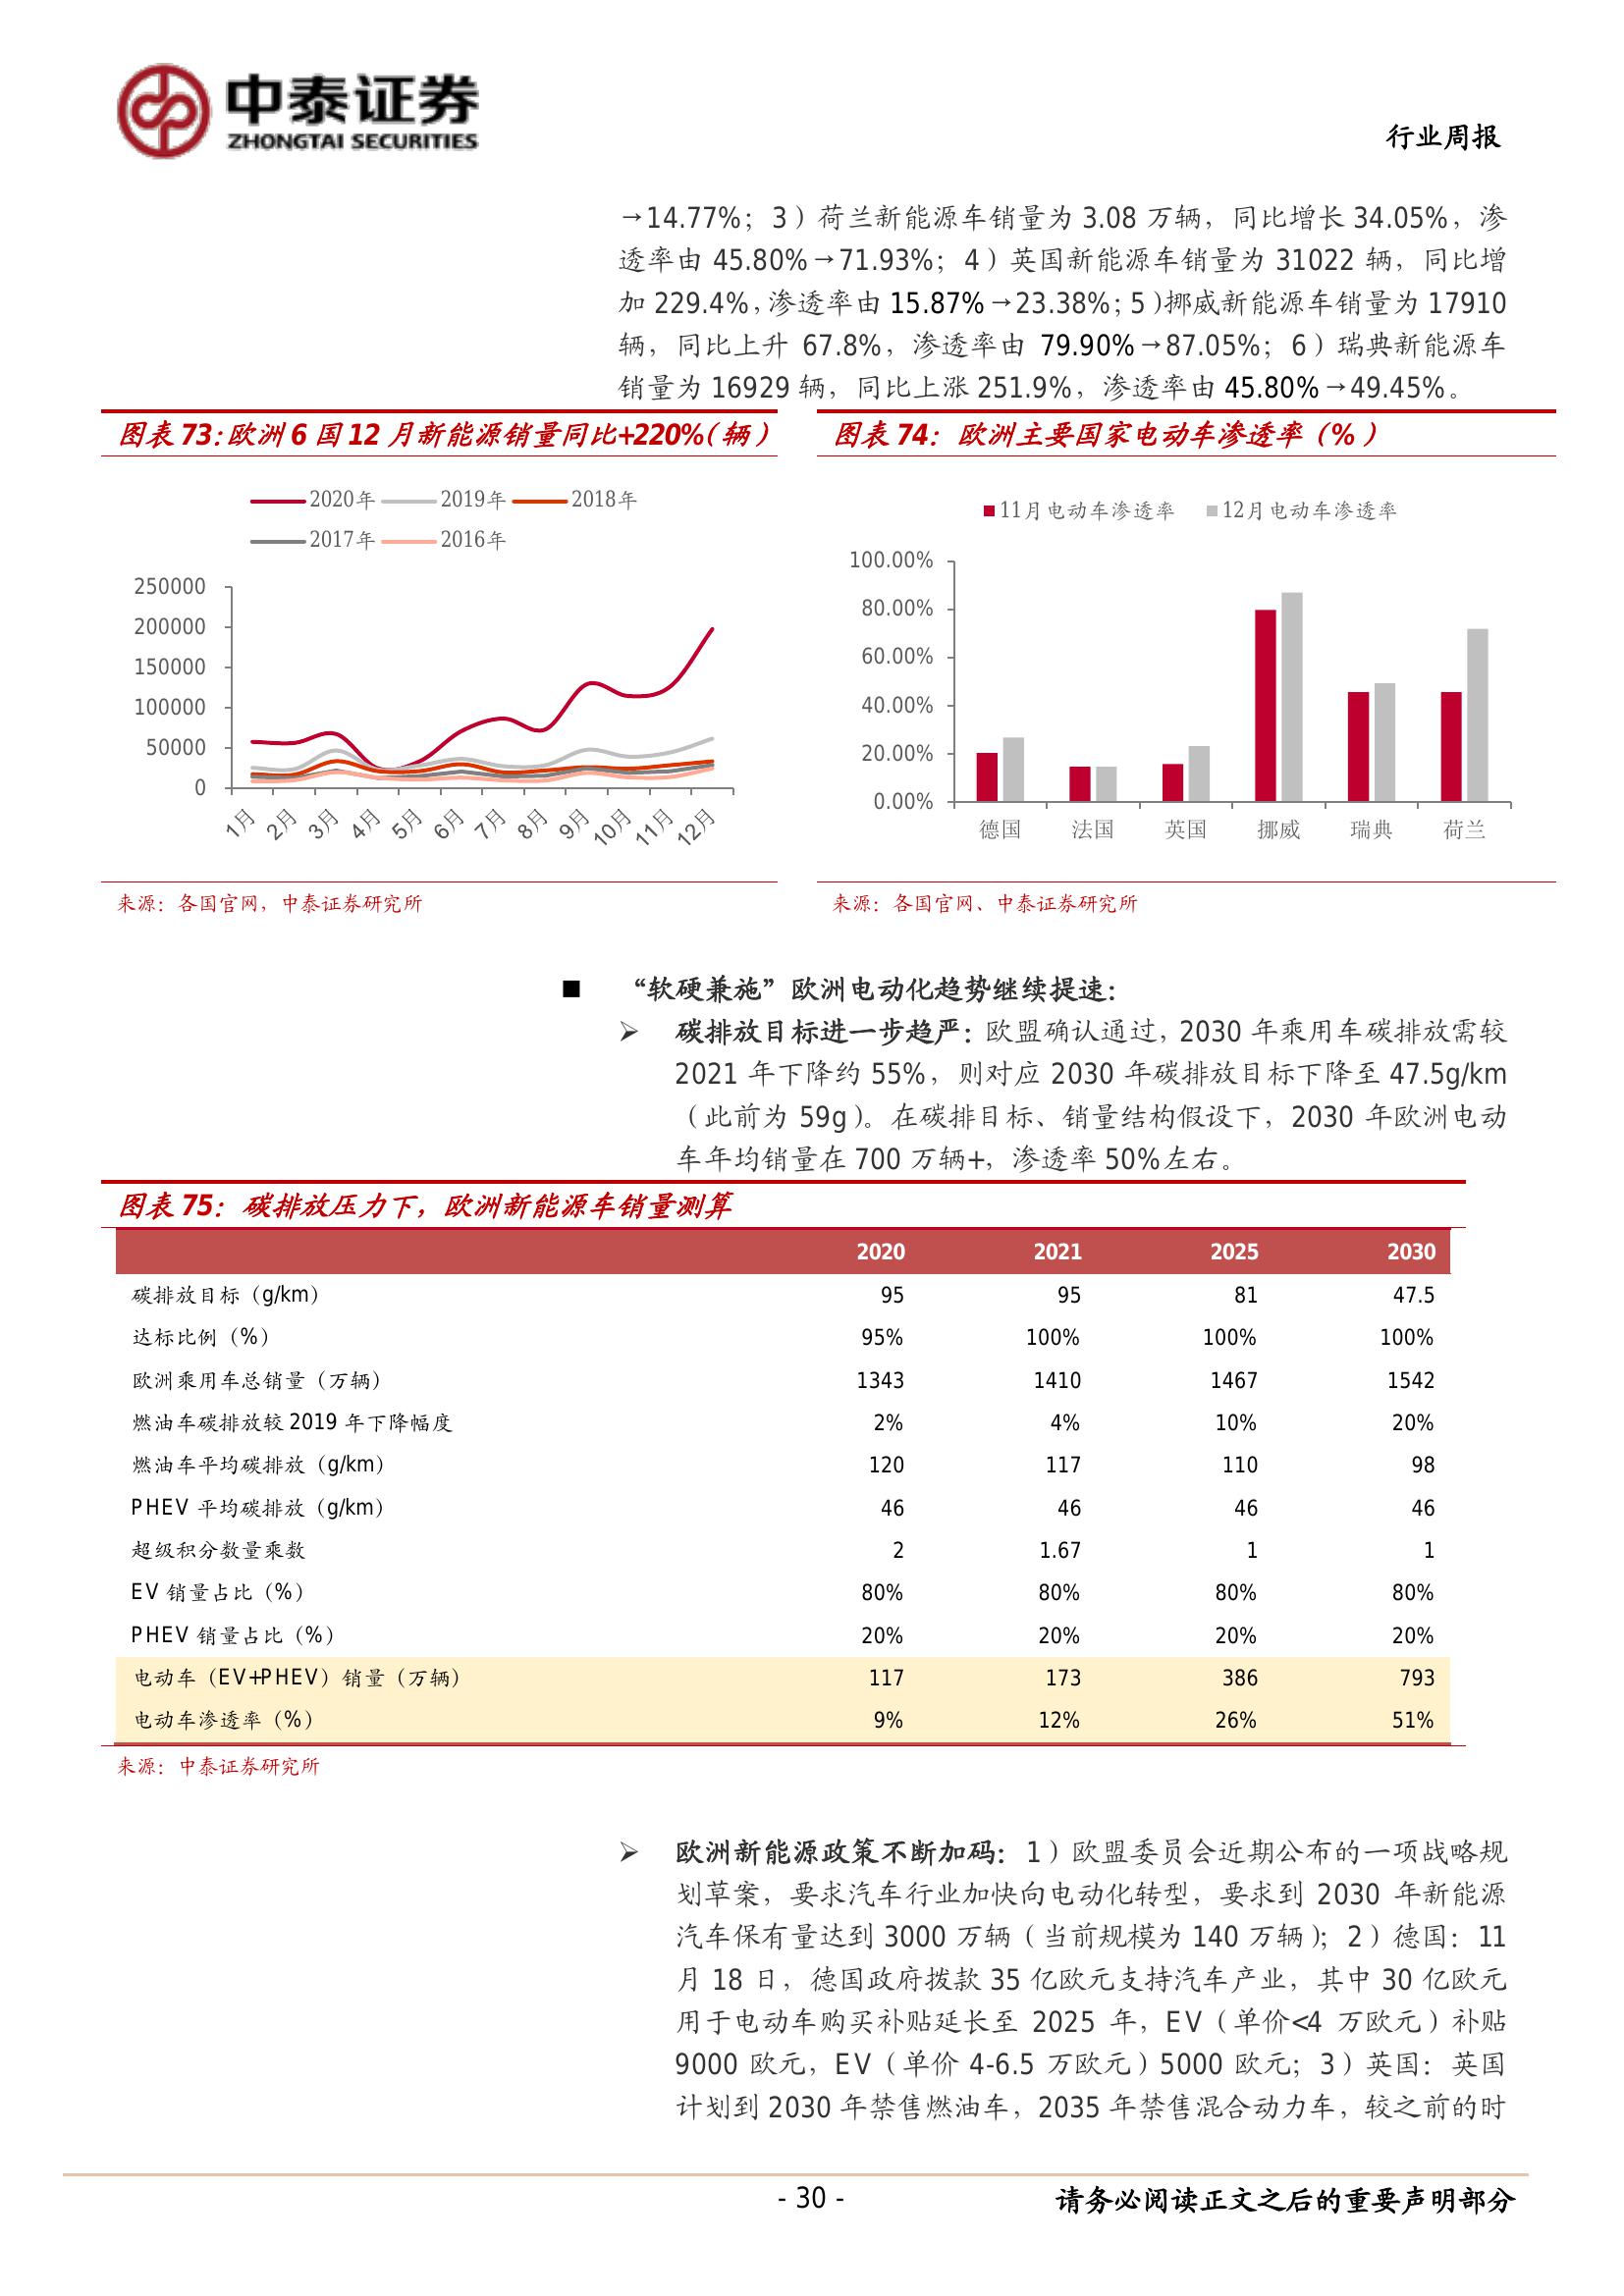 中泰证券
ZHONGTAI SECURITIES
行业周报
→14.77%；3）荷兰新能源车销量为 3.08 万辆，同比增长 34.05%，渗
透率由 45.80%→71.93%；4）英国新能源车销量为 31022 辆，同比增
加 229.4%，渗透率由 15.87%→23.38%；5）挪威新能源车销量为 17910
辆，同比上升 67.8%，渗透率由 79.90%→87.05%；6）瑞典新能源车
销量为 16929 辆，同比上涨 251.9%，渗透率由 45.80%→49.45%。
图表 73：欧洲 6 国 12 月新能源销量同比+220%（辆）
2020年 2019年 2018年
2017年 2016年
250000
200000
150000
100000
50000
0
1月 2月 3月 4月 5月 6月 7月 8月 9月 10月 11月 12月
来源：各国官网，中泰证券研究所
图表 74：欧洲主要国家电动车渗透率（%）
11月电动车渗透率 12月电动车渗透率
100.00%
80.00%
60.00%
40.00%
20.00%
0.00%
德国 法国 英国 挪威 瑞典 荷兰
来源：各国官网、中泰证券研究所
■ “软硬兼施”欧洲电动化趋势继续提速：
➢ 碳排放目标进一步趋严：欧盟确认通过，2030 年乘用车碳排放需较
2021 年下降约 55%，则对应 2030 年碳排放目标下降至 47.5g/km
（此前为 59g）。在碳排目标、销量结构假设下，2030 年欧洲电动
车年均销量在 700 万辆+，渗透率 50%左右。
图表 75：碳排放压力下，欧洲新能源车销量测算
2020 2021 2025 2030
碳排放目标（g/km） 95 95 81 47.5
达标比例（%） 95% 100% 100% 100%
欧洲乘用车总销量（万辆） 1343 1410 1467 1542
燃油车碳排放较 2019 年下降幅度 2% 4% 10% 20%
燃油车平均碳排放（g/km） 120 117 110 98
PHEV 平均碳排放（g/km） 46 46 46 46
超级积分数量乘数 2 1.67 1 1
EV 销量占比（%） 80% 80% 80% 80%
PHEV 销量占比（%） 20% 20% 20% 20%
电动车（EV+PHEV）销量（万辆） 117 173 386 793
电动车渗透率（%） 9% 12% 26% 51%
来源：中泰证券研究所
➢ 欧洲新能源政策不断加码：1）欧盟委员会近期公布的一项战略规
划草案，要求汽车行业加快向电动化转型，要求到 2030 年新能源
汽车保有量达到 3000 万辆（当前规模为 140 万辆）；2）德国：11
月 18 日，德国政府拨款 35 亿欧元支持汽车产业，其中 30 亿欧元
用于电动车购买补贴延长至 2025 年，EV（单价<4 万欧元）补贴
9000 欧元，EV（单价 4-6.5 万欧元）5000 欧元；3）英国：英国
计划到 2030 年禁售燃油车，2035 年禁售混合动力车，较之前的时
- 30 -
请务必阅读正文之后的重要声明部分